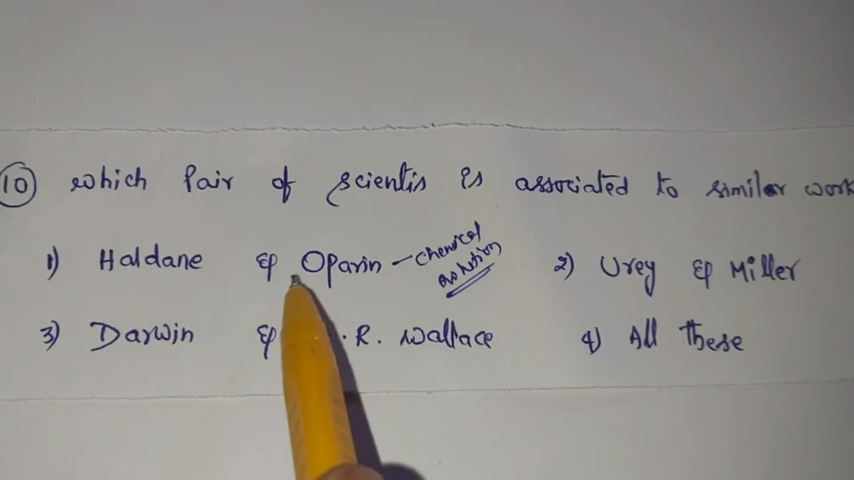 10 which Pair of scientis is associated to similar work
1) Haldane & Oparin - chemical evolution 2) Urey & Miller
3) Darwin & .R. Wallace 4) All These